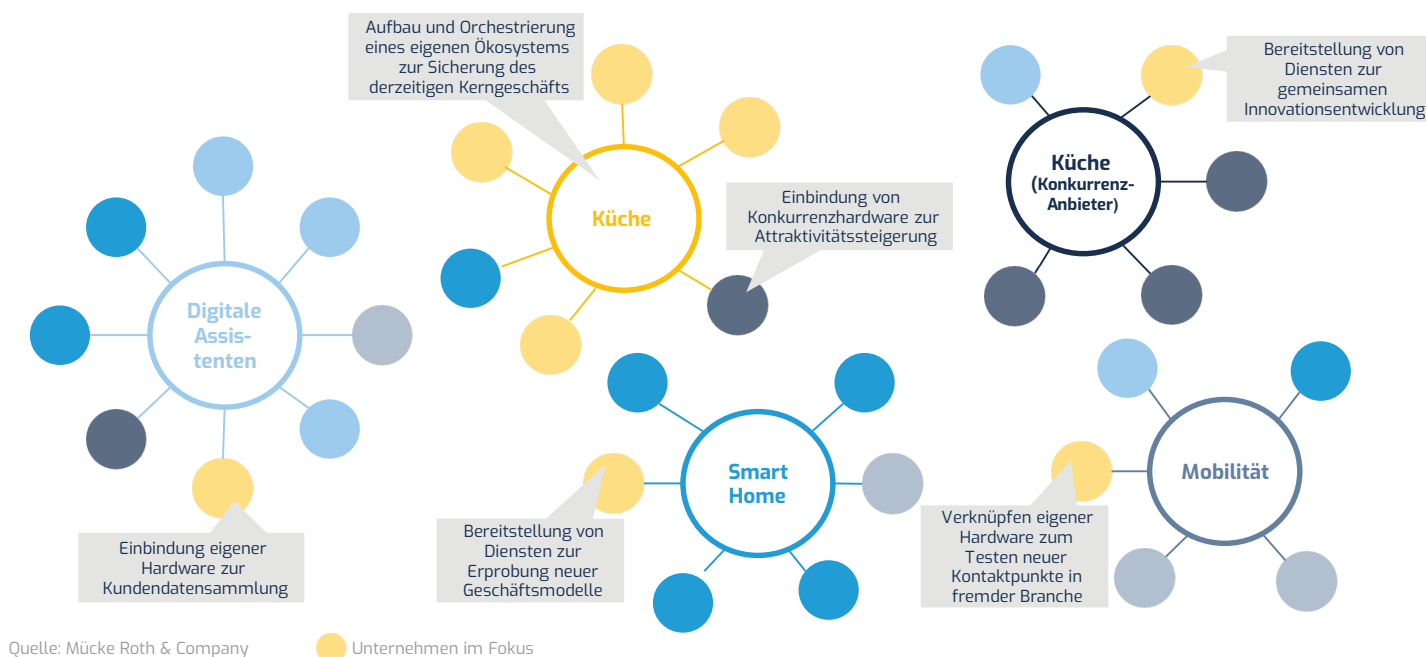 Aufbau und Orchestrierung
eines eigenen Ökosystems
zur Sicherung des
derzeitigen Kerngeschäfts
Bereitstellung von
Diensten zur
gemeinsamen
Innovationsentwicklung
Küche
(Konkurrenz-
Anbieter)
Einbindung von
Konkurrenzhardware zur
Attraktivitätssteigerung
Küche
Digitale
Assis-
tenten
Smart
Home
Mobilität
Einbindung eigener
Hardware zur
Kundendatensammlung
Bereitstellung von
Diensten zur
Erprobung neuer
Geschäftsmodelle
Verknüpfen eigener
Hardware zum
Testen neuer
Kontaktpunkte in
fremder Branche
Quelle: Mücke Roth & Company
Unternehmen im Fokus